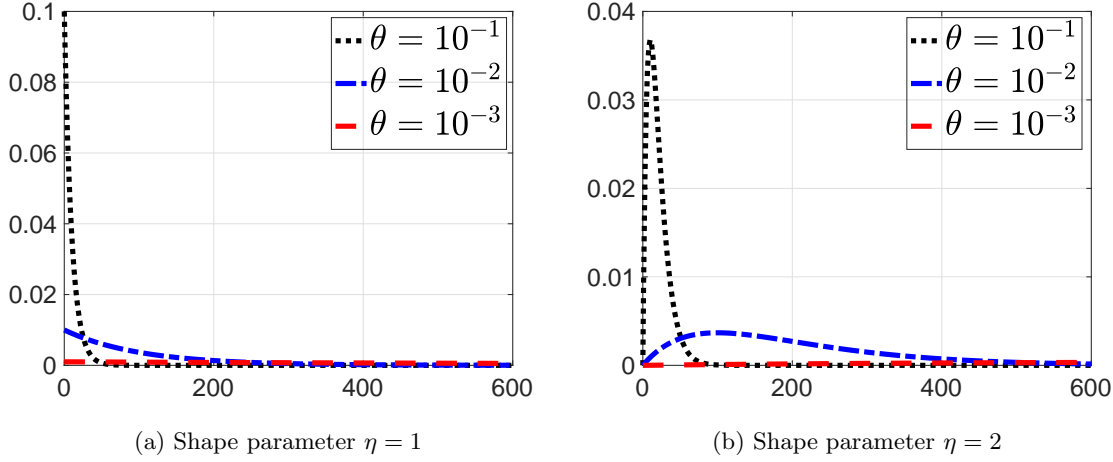 0.1
0.08
0.06
0.04
0.02
0
0 200 400 600
θ = 10⁻¹
θ = 10⁻²
θ = 10⁻³
(a) Shape parameter η = 1
0.04
0.03
0.02
0.01
0
0 200 400 600
θ = 10⁻¹
θ = 10⁻²
θ = 10⁻³
(b) Shape parameter η = 2